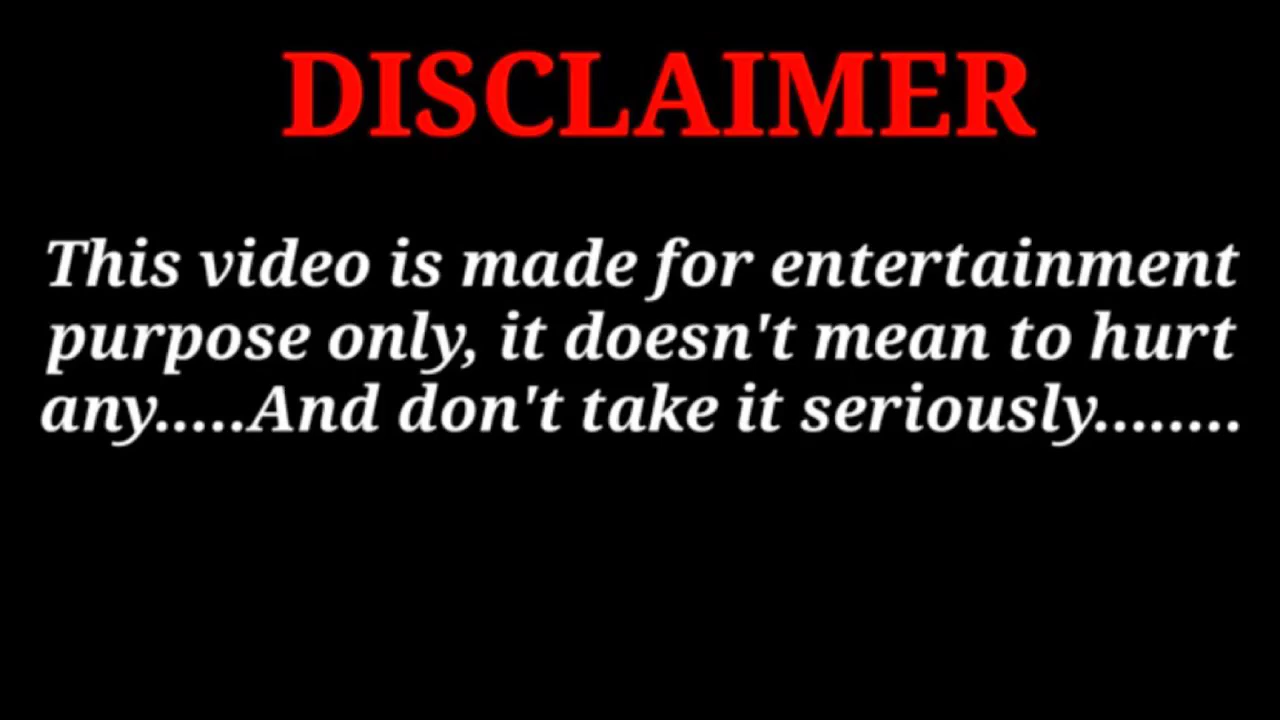 DISCLAIMER
This video is made for entertainment
purpose only, it doesn't mean to hurt
any.....And don't take it seriously........